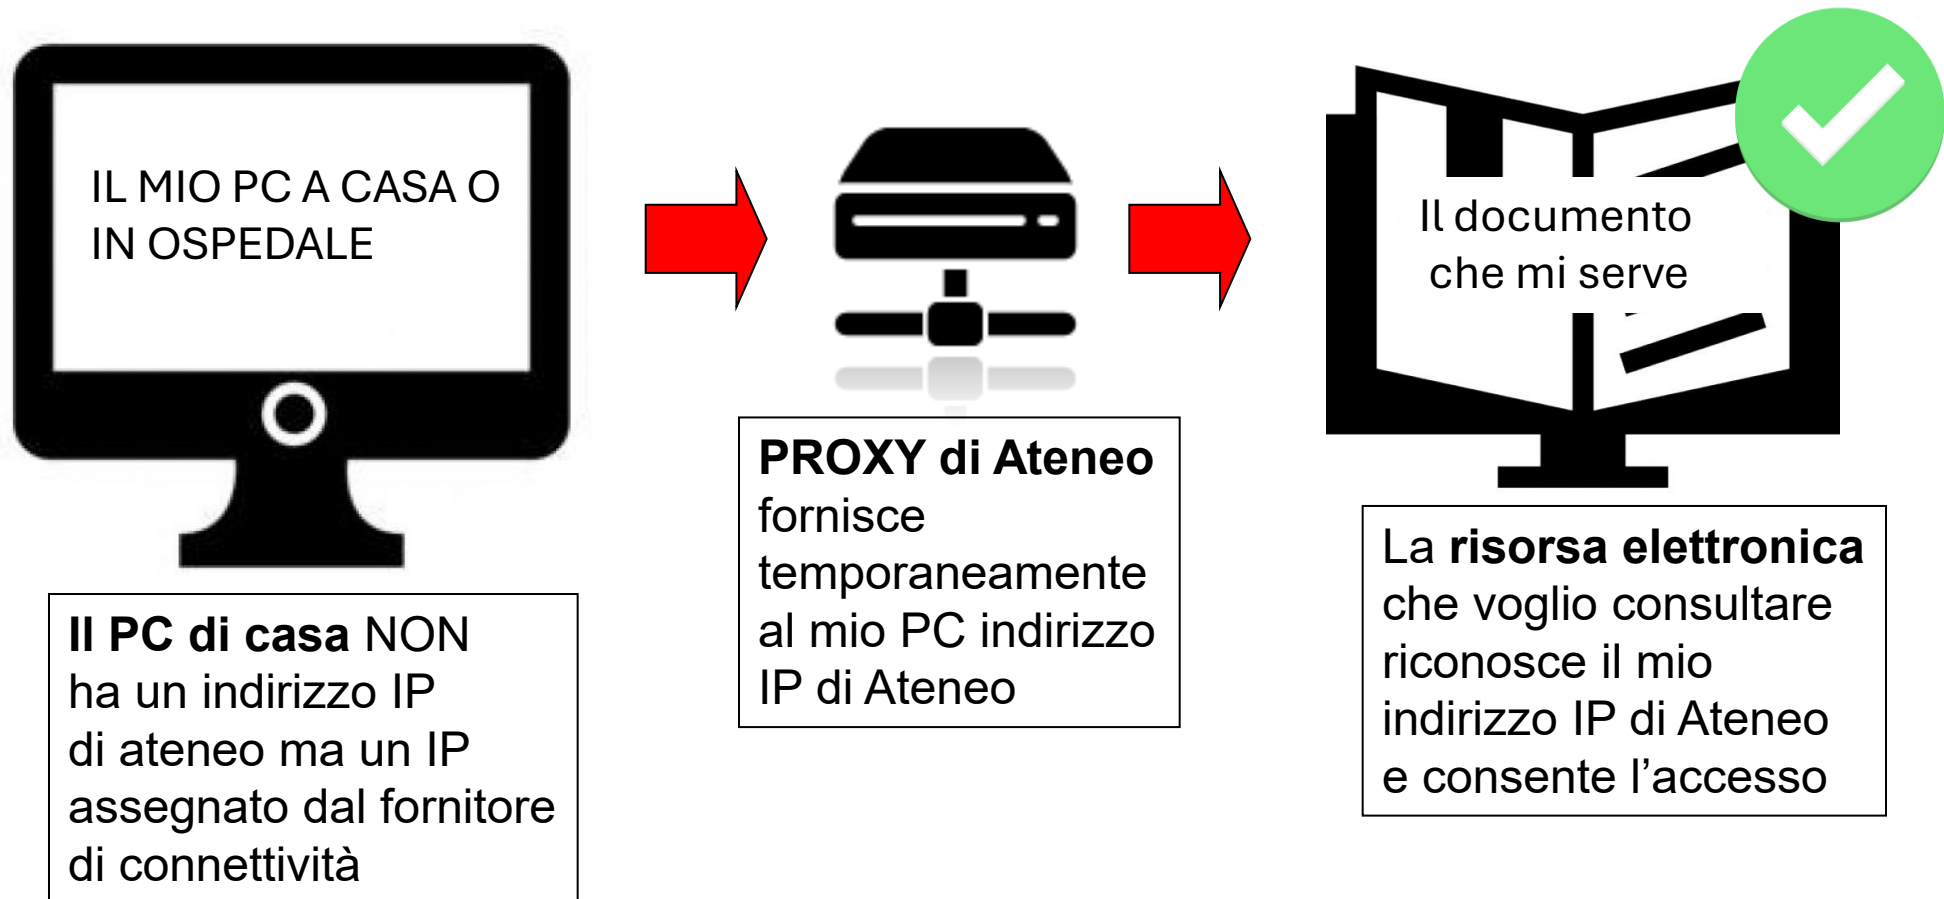 IL MIO PC A CASA O
IN OSPEDALE
Il documento
che mi serve
PROXY di Ateneo
fornisce
temporaneamente
al mio PC indirizzo
IP di Ateneo
La risorsa elettronica
che voglio consultare
riconosce il mio
indirizzo IP di Ateneo
e consente l’accesso
Il PC di casa NON
ha un indirizzo IP
di ateneo ma un IP
assegnato dal fornitore
di connettività